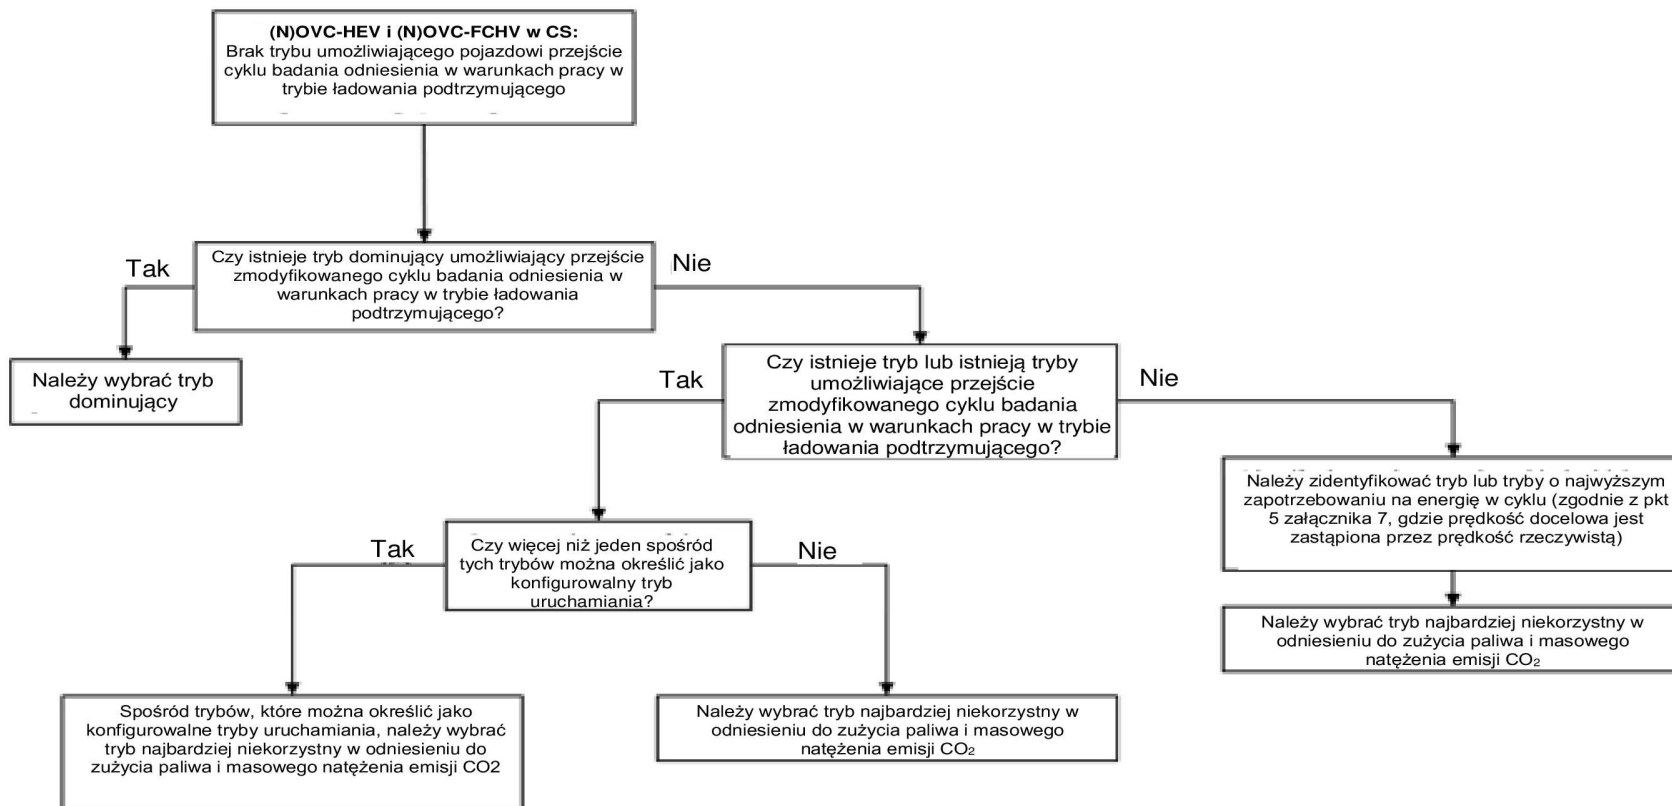 (N)OVC-HEV i (N)OVC-FCHV w CS:
Brak trybu umożliwiającego pojazdowi przejście
cyklu badania odniesienia w warunkach pracy w
trybie ładowania podtrzymującego
Czy istnieje tryb dominujący umożliwiający przejście
zmodyfikowanego cyklu badania odniesienia w
warunkach pracy w trybie ładowania
podtrzymującego?
Tak
Nie
Należy wybrać tryb
dominujący
Czy istnieje tryb lub istnieją tryby
umożliwiające przejście
zmodyfikowanego cyklu badania
odniesienia w warunkach pracy w trybie
ładowania podtrzymującego?
Tak
Nie
Należy zidentyfikować tryb lub tryby o najwyższym
zapotrzebowaniu na energię w cyklu (zgodnie z pkt
5 załącznika 7, gdzie prędkość docelowa jest
zastąpiona przez prędkość rzeczywistą)
Czy więcej niż jeden spośród
tych trybów można określić jako
konfigurowalny tryb
uruchamiania?
Tak
Nie
Należy wybrać tryb najbardziej niekorzystny w
odniesieniu do zużycia paliwa i masowego
natężenia emisji CO₂
Spośród trybów, które można określić jako
konfigurowalne tryby uruchamiania, należy wybrać
tryb najbardziej niekorzystny w odniesieniu do
zużycia paliwa i masowego natężenia emisji CO2
Należy wybrać tryb najbardziej niekorzystny w
odniesieniu do zużycia paliwa i masowego
natężenia emisji CO₂